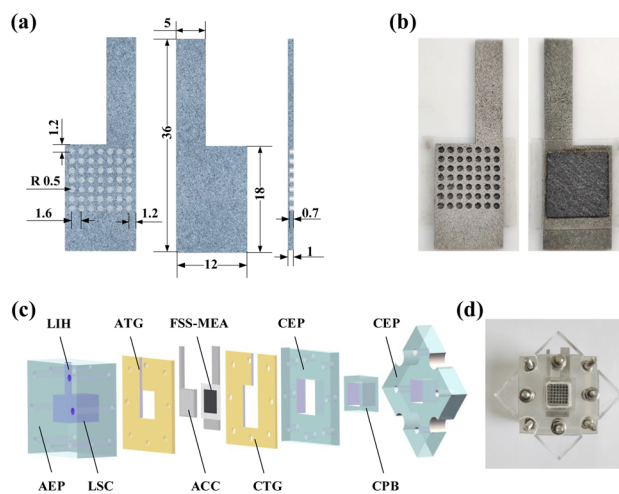 (a)
5
1.2
36
R 0.5
18
1.6
1.2
0.7
12
1
(b)
(c)
LIH
ATG
FSS-MEA
CEP
CEP
AEP
LSC
ACC
CTG
CPB
(d)